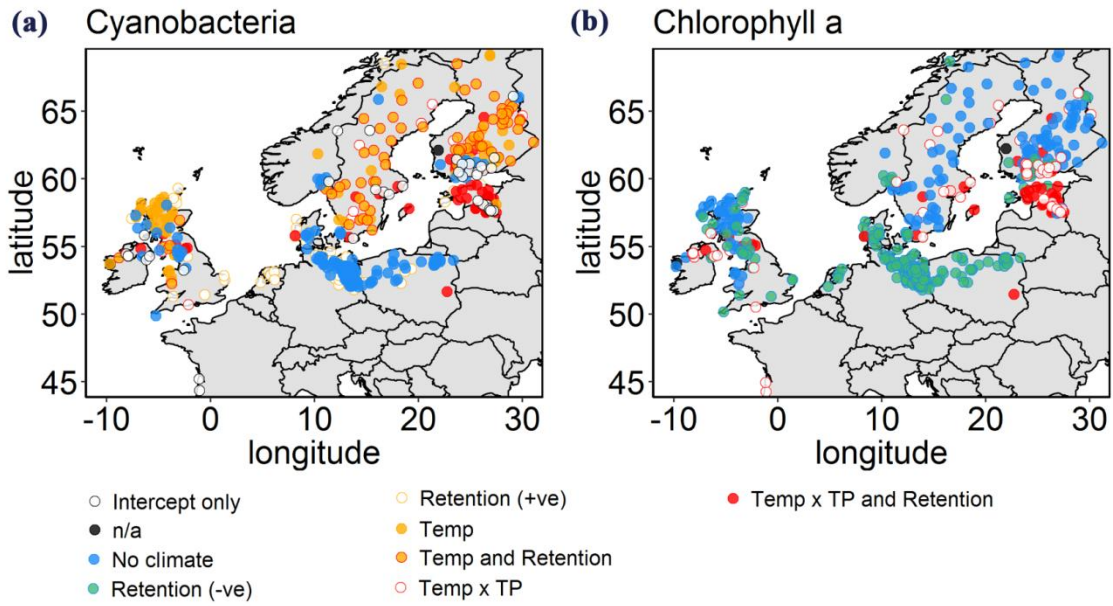 (a) Cyanobacteria
(b) Chlorophyll a
latitude
65
60
55
50
45
-10 0 10 20 30
longitude
latitude
65
60
55
50
45
-10 0 10 20 30
longitude
Intercept only
n/a
No climate
Retention (-ve)
Retention (+ve)
Temp
Temp and Retention
Temp x TP
Temp x TP and Retention